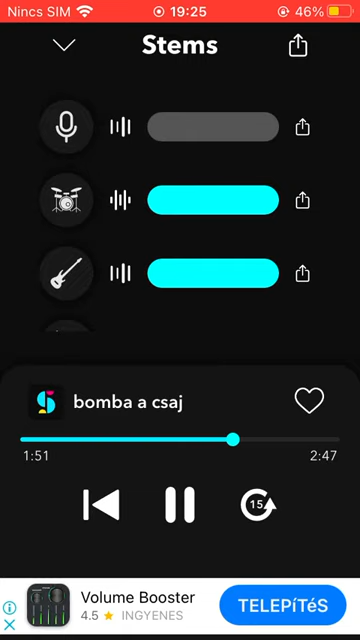 Nincs SIM 19:25 46%
Stems
bomba a csaj
1:51 2:47
15
Volume Booster
4.5 INGYENES
TELEPíTéS